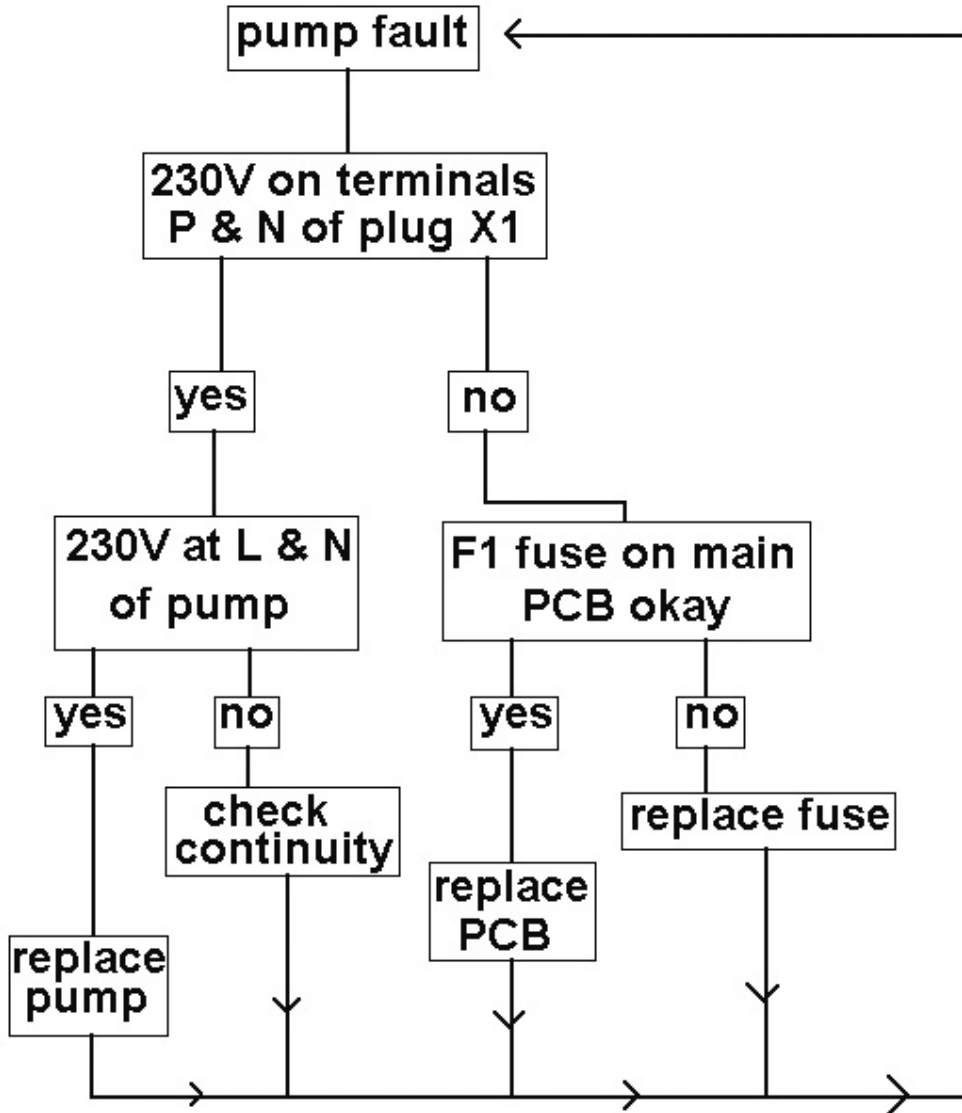 pump fault
230V on terminals
P & N of plug X1
yes
no
230V at L & N
of pump
F1 fuse on main
PCB okay
yes
no
yes
no
check
continuity
replace fuse
replace
PCB
replace
pump